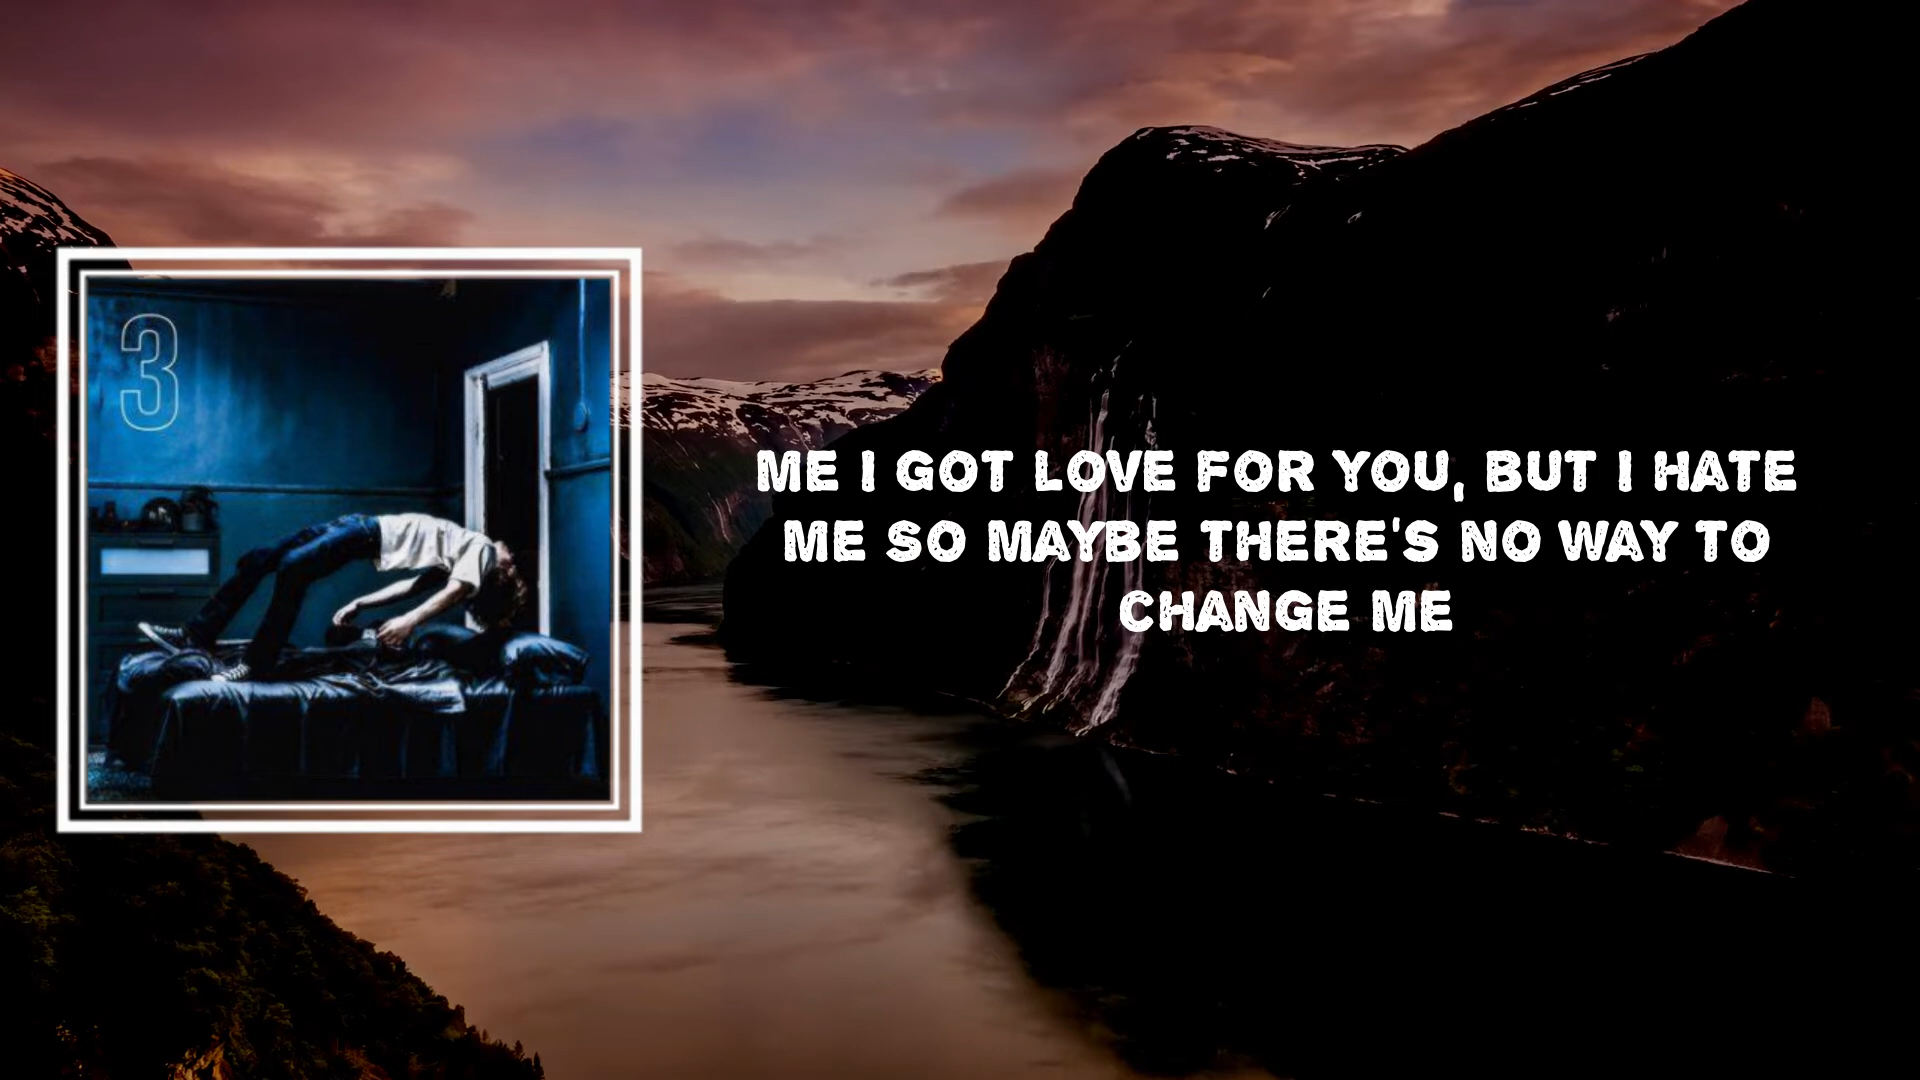 3
ME I GOT LOVE FOR YOU, BUT I HATE
ME SO MAYBE THERE'S NO WAY TO
CHANGE ME